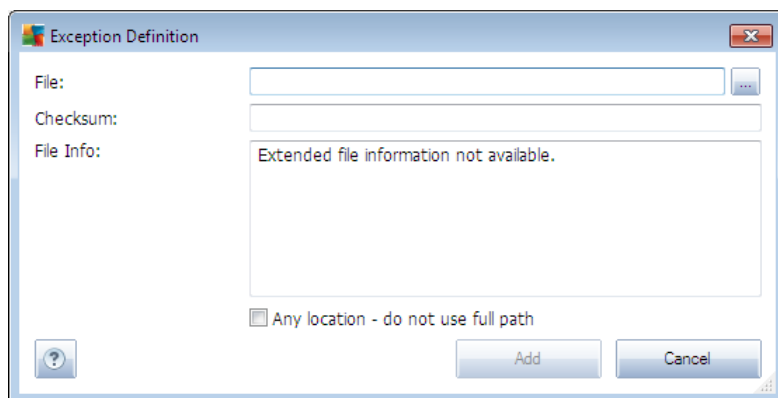 Exception Definition
File:
...
Checksum:
File Info:
Extended file information not available.
Any location - do not use full path
?
Add
Cancel